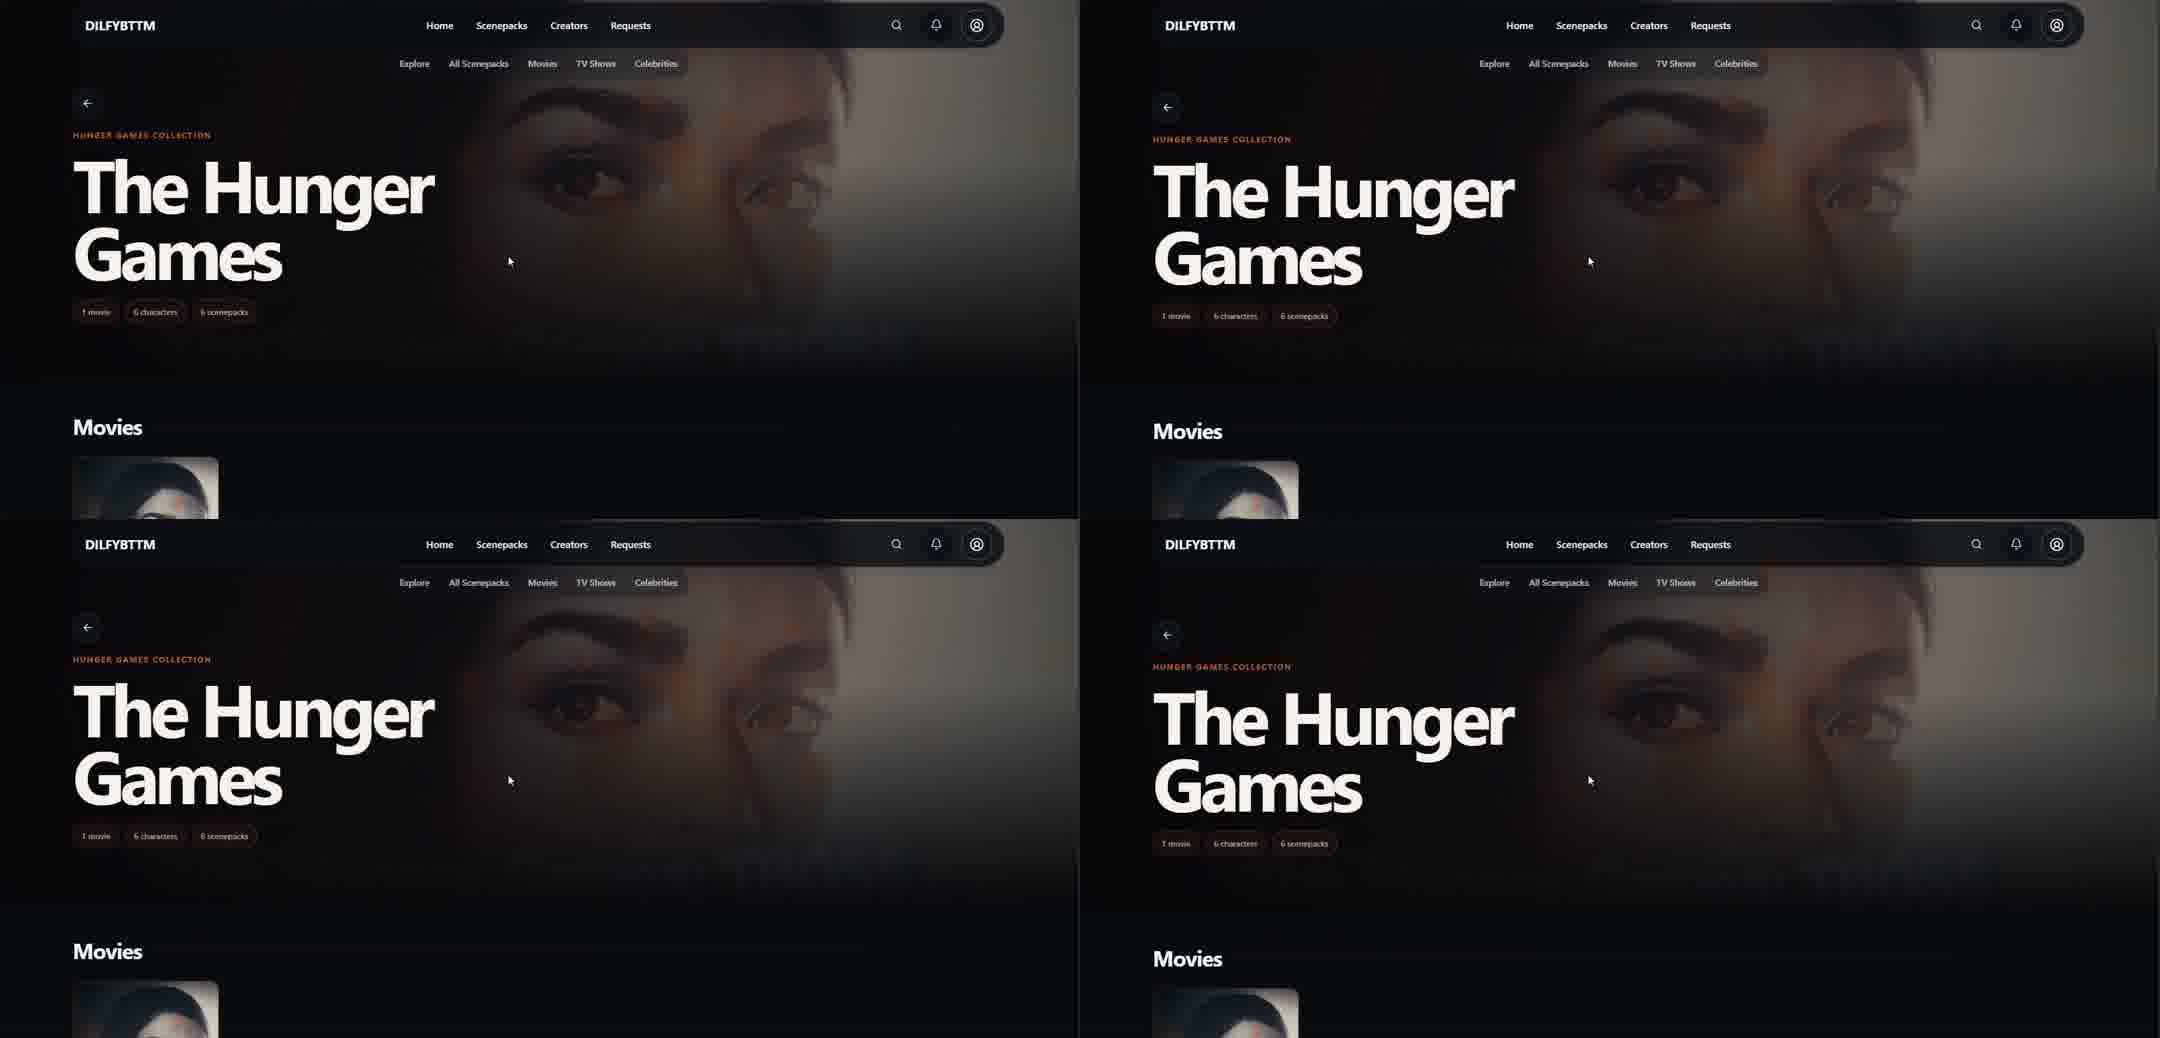 DILFYBTTM Home Scenepacks Creators Requests
Explore All Scenepacks Movies TV Shows Celebrities
HUNGER GAMES COLLECTION
The Hunger
Games
1 movie 6 characters 6 scenepacks
Movies
DILFYBTTM Home Scenepacks Creators Requests
Explore All Scenepacks Movies TV Shows Celebrities
HUNGER GAMES COLLECTION
The Hunger
Games
1 movie 6 characters 6 scenepacks
Movies
DILFYBTTM Home Scenepacks Creators Requests
Explore All Scenepacks Movies TV Shows Celebrities
HUNGER GAMES COLLECTION
The Hunger
Games
1 movie 6 characters 6 scenepacks
Movies
DILFYBTTM Home Scenepacks Creators Requests
Explore All Scenepacks Movies TV Shows Celebrities
HUNGER GAMES COLLECTION
The Hunger
Games
1 movie 6 characters 6 scenepacks
Movies